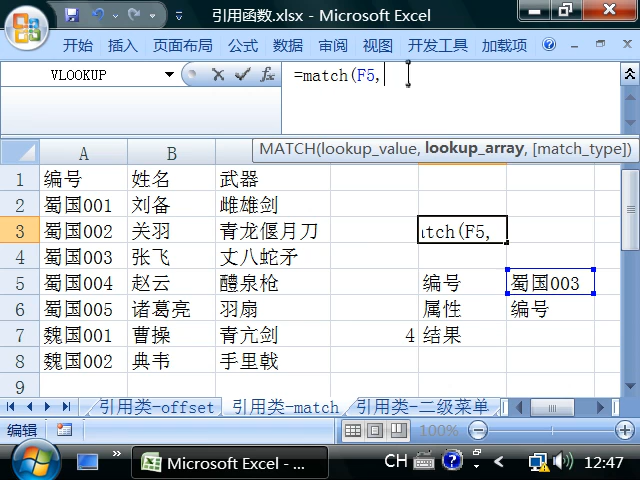 引用函数.xlsx - Microsoft Excel
开始 插入 页面布局 公式 数据 审阅 视图 开发工具 加载项
VLOOKUP =match(F5,
MATCH(lookup_value, lookup_array, [match_type])
A B
1 编号 姓名 武器
2 蜀国001 刘备 雌雄剑
3 蜀国002 关羽 青龙偃月刀 atch(F5,
4 蜀国003 张飞 丈八蛇矛
5 蜀国004 赵云 醴泉枪 编号 蜀国003
6 蜀国005 诸葛亮 羽扇 属性 编号
7 魏国001 曹操 青亢剑 4 结果
8 魏国002 典韦 手里戟
9
引用类-offset 引用类-match 引用类-二级菜单
编辑 100%
Microsoft Excel - ... CH 12:47